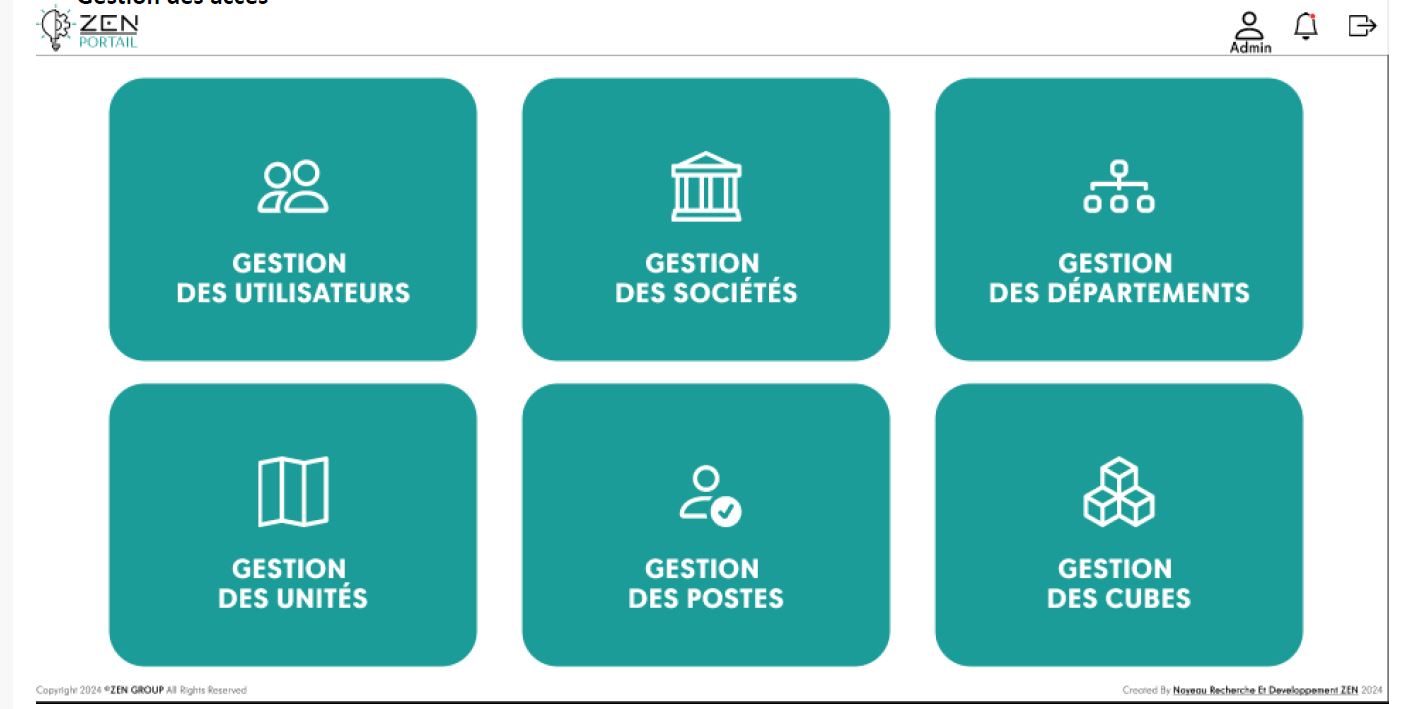 Gestion des accès
ZEN
PORTAIL
Admin
GESTION
DES UTILISATEURS
GESTION
DES SOCIÉTÉS
GESTION
DES DÉPARTEMENTS
GESTION
DES UNITÉS
GESTION
DES POSTES
GESTION
DES CUBES
Copyright 2024 ©ZEN GROUP All Rights Reserved
Created By Noyeau Recherche Et Developpement ZEN 2024